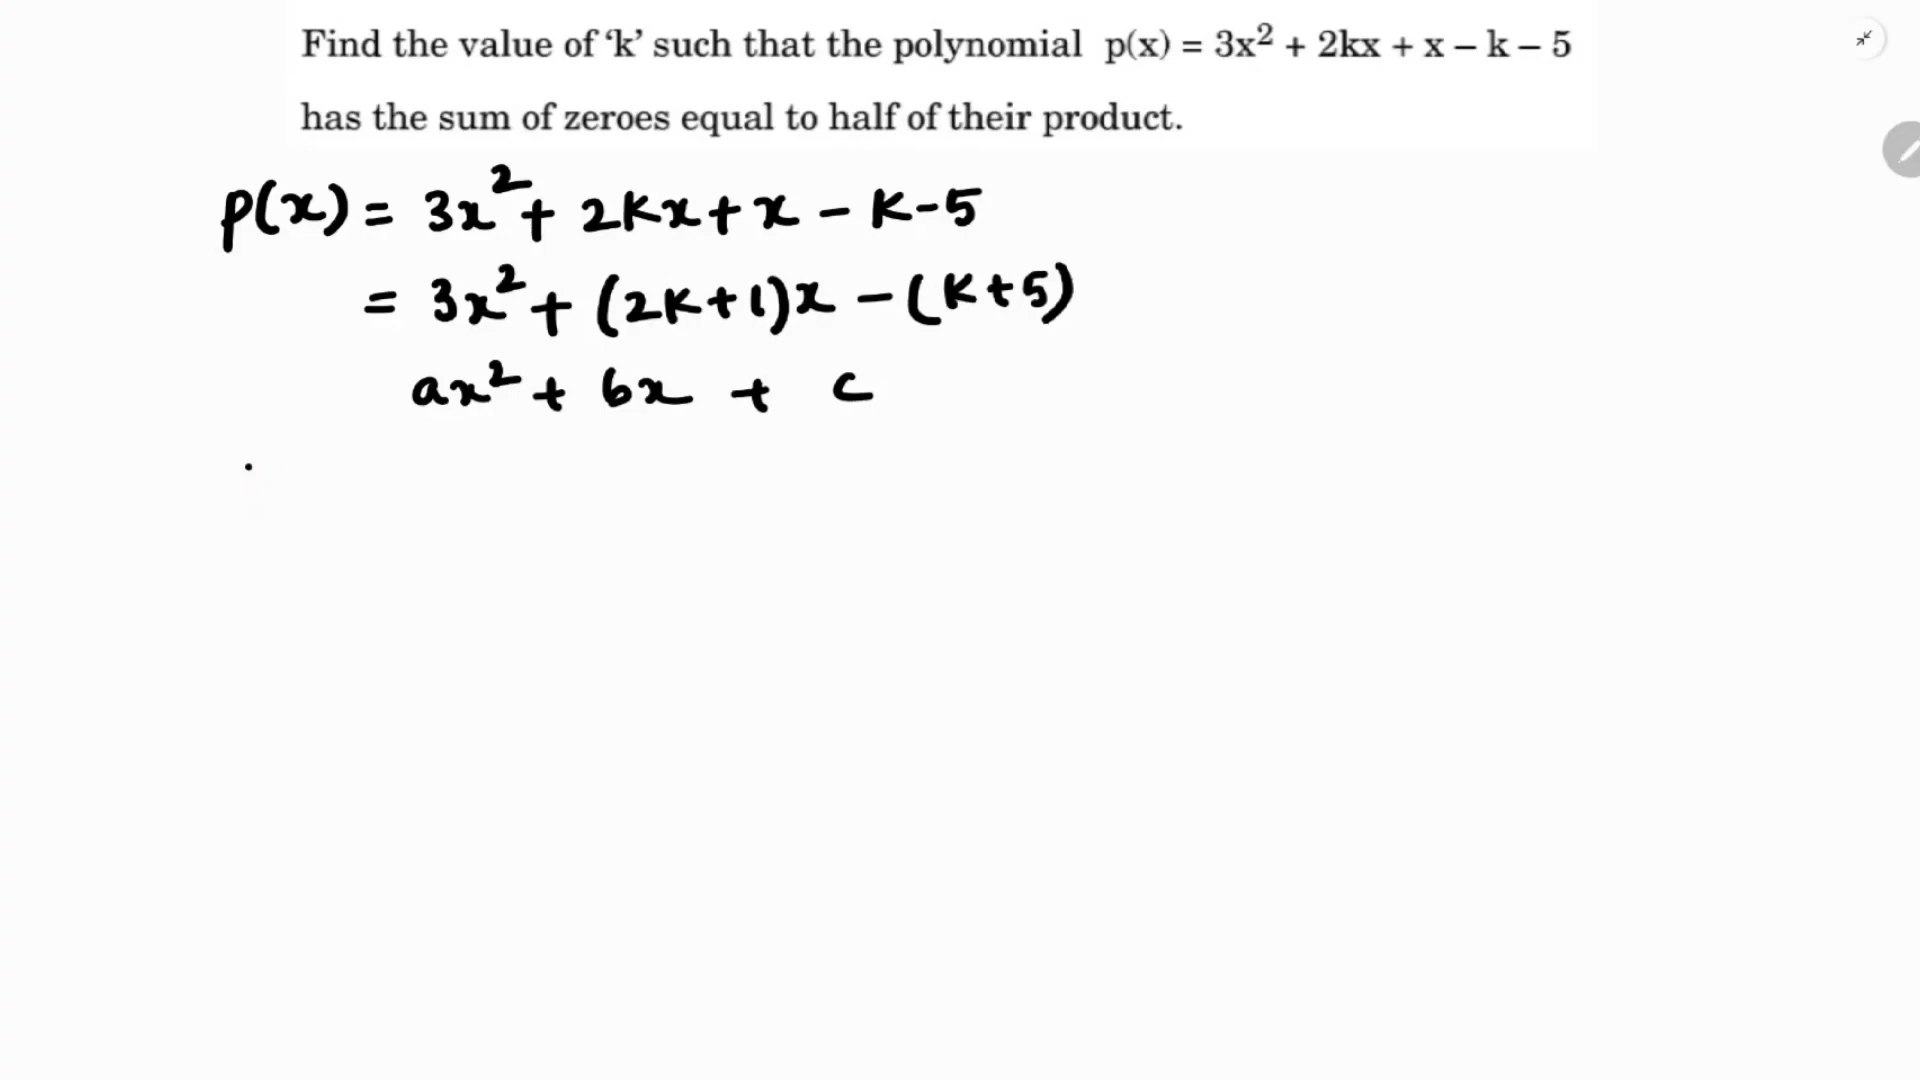 Find the value of ‘k’ such that the polynomial p(x) = 3x² + 2kx + x – k – 5
has the sum of zeroes equal to half of their product.
p(x) = 3x² + 2kx + x - k - 5
= 3x² + (2k+1)x - (k+5)
ax² + bx + c